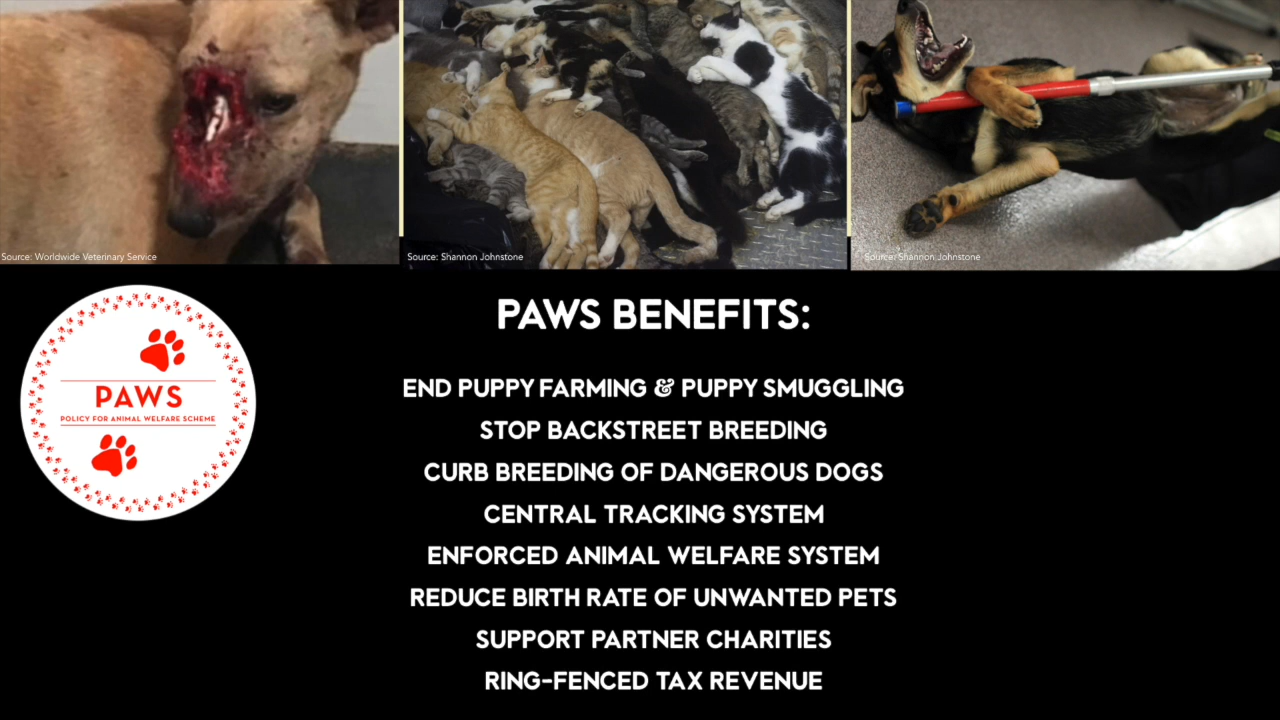 Source: Worldwide Veterinary Service
Source: Shannon Johnstone
Source: Shannon Johnstone
PAWS BENEFITS:
PAWS
POLICY FOR ANIMAL WELFARE SCHEME
END PUPPY FARMING & PUPPY SMUGGLING
STOP BACKSTREET BREEDING
CURB BREEDING OF DANGEROUS DOGS
CENTRAL TRACKING SYSTEM
ENFORCED ANIMAL WELFARE SYSTEM
REDUCE BIRTH RATE OF UNWANTED PETS
SUPPORT PARTNER CHARITIES
RING-FENCED TAX REVENUE